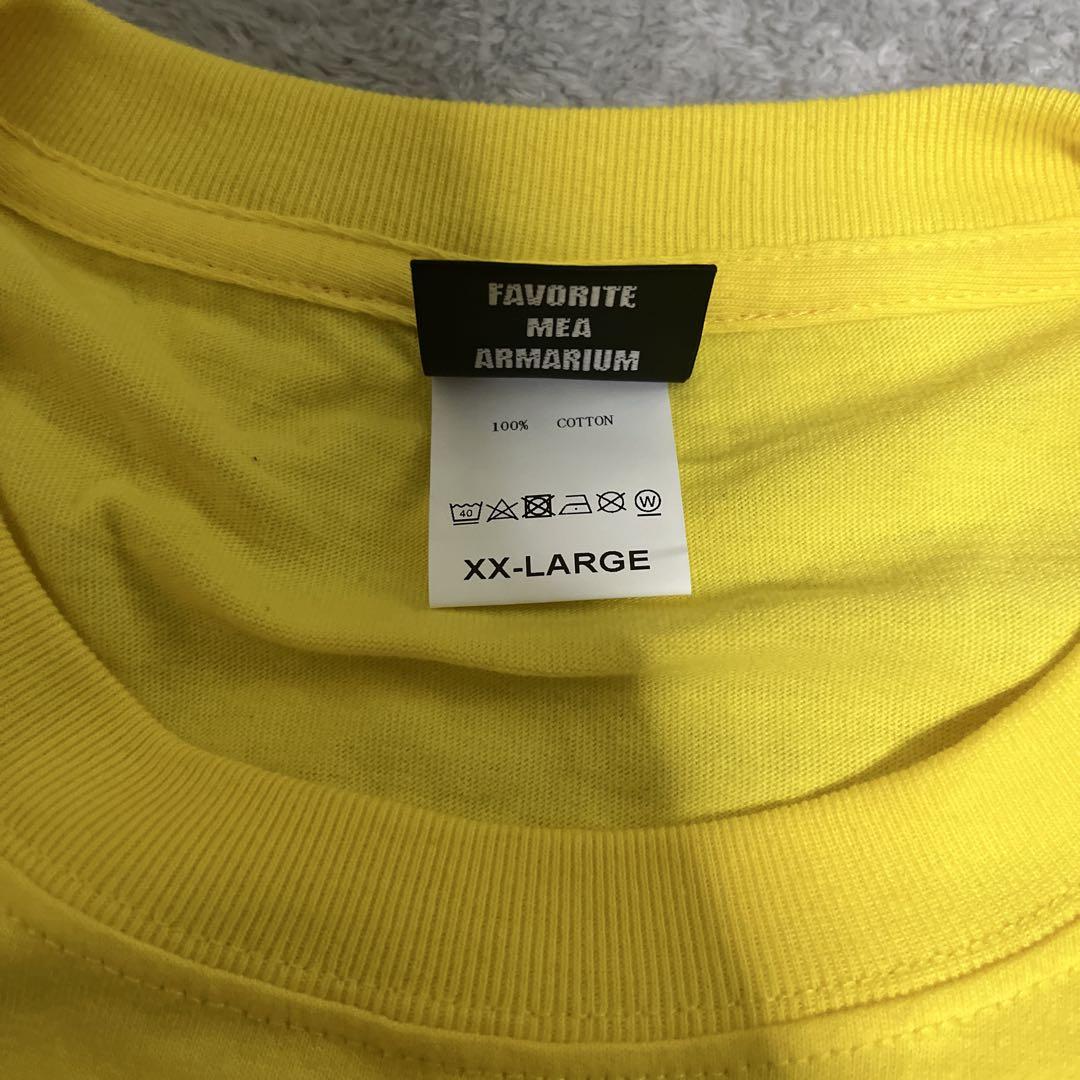 FAVORITE
MEA
ARMARIUM
100% COTTON
40 W
XX-LARGE